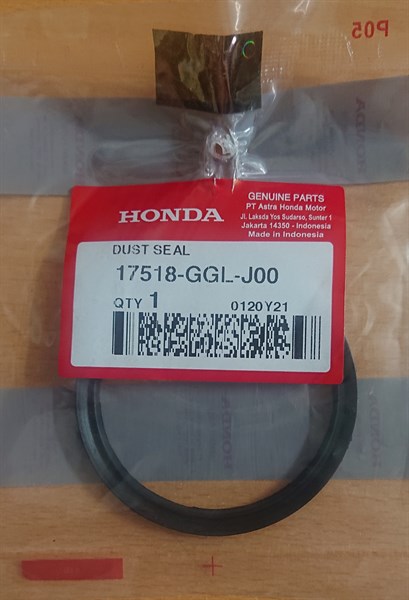 P05
HONDA
GENUINE PARTS
PT Astra Honda Motor
Jl. Laksda Yos Sudarso, Sunter 1
Jakarta 14350 - Indonesia
Made in Indonesia
DUST SEAL
17518-GGL-J00
QTY 1 0120Y21